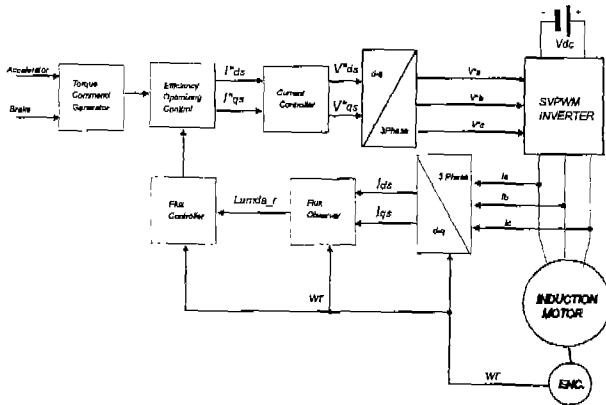 - +
Vdc
Accelerator
Brake
Torque
Command
Generator
Efficiency
Optimizing
Control
I*ds
I*qs
Current
Controller
V*ds
V*qs
d-q
3Phase
V*a
V*b
V*c
SVPWM
INVERTER
Flux
Controller
Lumda_r
Flux
Observer
Ids
Iqs
3 Phase
d-q
Ia
Ib
Ic
INDUCTION
MOTOR
Wr
Wr
ENC.